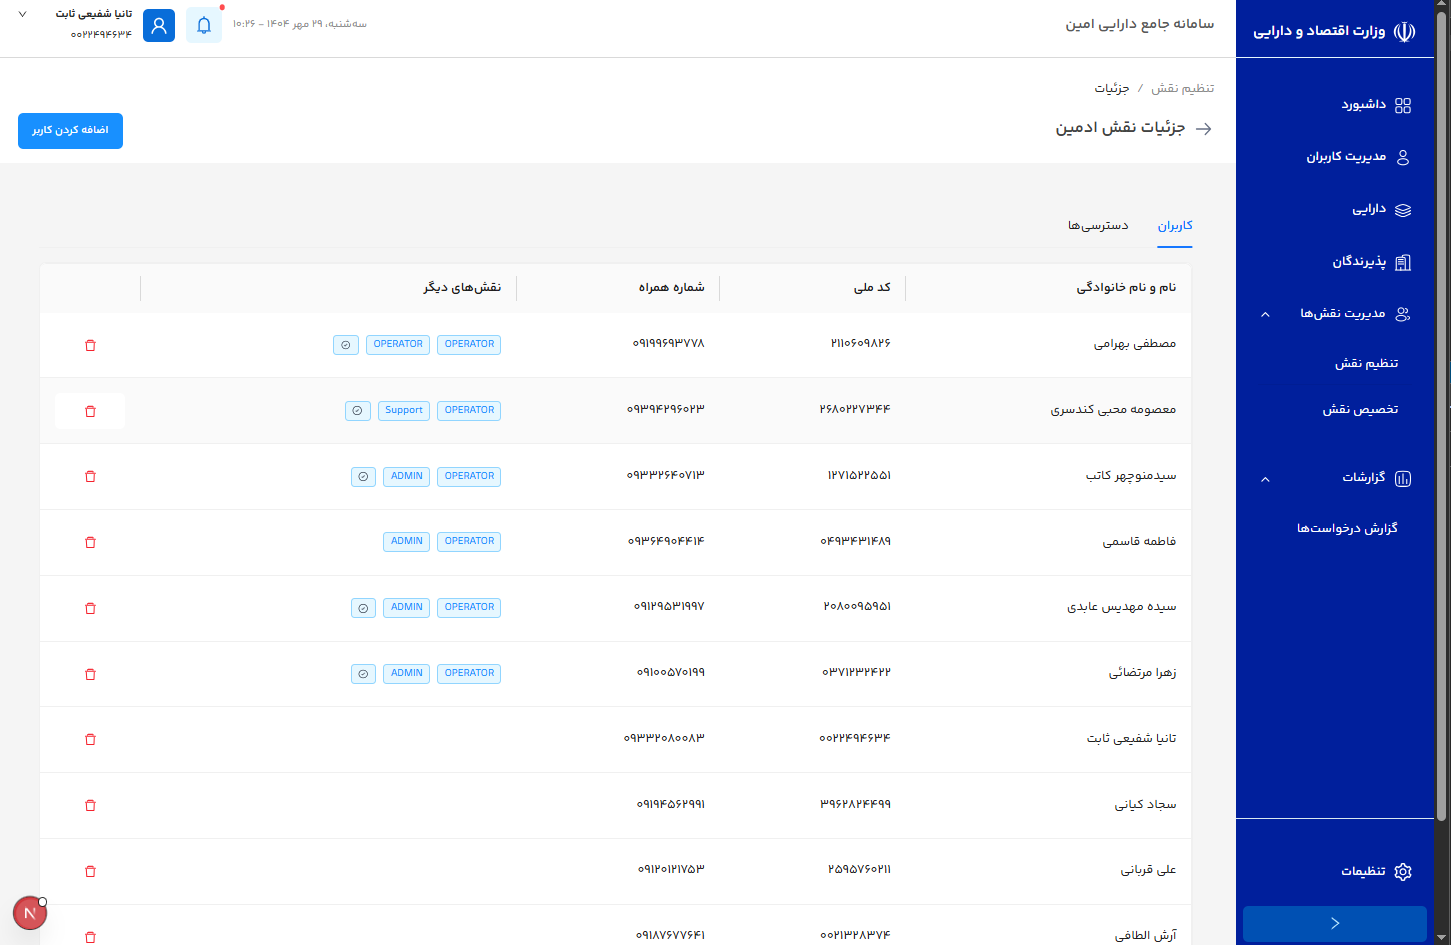 وزارت اقتصاد و دارایی
داشبورد
مدیریت کاربران
دارایی
پذیرندگان
مدیریت نقش‌ها
تنظیم نقش
تخصیص نقش
گزارشات
گزارش درخواست‌ها
تنظیمات
سامانه جامع دارایی امین
سه‌شنبه، ۲۹ مهر ۱۴۰۴ - ۱۰:۲۶
تانیا شفیعی ثابت
۰۰۲۲۴۹۴۶۳۴
تنظیم نقش / جزئیات
جزئیات نقش ادمین
اضافه کردن کاربر
کاربران دسترسی‌ها
نام و نام خانوادگی کد ملی شماره همراه نقش‌های دیگر
مصطفی بهرامی ۲۱۱۰۶۰۹۸۲۶ ۰۹۱۹۹۶۹۳۷۷۸ OPERATOR OPERATOR
معصومه محبی کندسری ۲۶۸۰۲۲۷۳۴۴ ۰۹۳۹۴۲۹۶۰۲۳ OPERATOR Support
سیدمنوچهر کاتب ۱۲۷۱۵۲۲۵۵۱ ۰۹۳۳۲۶۴۰۷۱۳ OPERATOR ADMIN
فاطمه قاسمی ۰۴۹۳۴۳۱۴۸۹ ۰۹۳۶۴۹۰۴۴۱۴ OPERATOR ADMIN
سیده مهدیس عابدی ۲۰۸۰۰۹۵۹۵۱ ۰۹۱۲۹۵۳۱۹۹۷ OPERATOR ADMIN
زهرا مرتضائی ۰۳۷۱۲۳۲۴۲۲ ۰۹۱۰۰۵۷۰۱۹۹ OPERATOR ADMIN
تانیا شفیعی ثابت ۰۰۲۲۴۹۴۶۳۴ ۰۹۳۳۲۰۸۰۰۸۳
سجاد کیانی ۳۹۶۲۸۲۴۴۹۹ ۰۹۱۹۴۵۶۲۹۹۱
علی قربانی ۲۵۹۵۷۶۰۲۱۱ ۰۹۱۲۰۱۲۱۷۵۳
آرش الطافی ۰۰۲۱۳۲۸۳۷۴ ۰۹۱۸۷۶۷۷۶۴۱
N